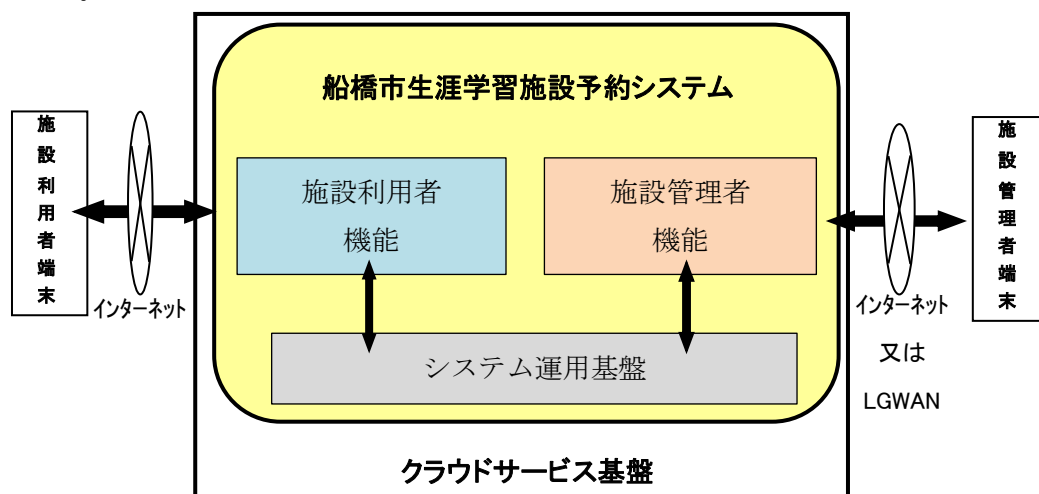 船橋市生涯学習施設予約システム
施設利用者端末
施設利用者
機能
施設管理者
機能
施設管理者端末
インターネット
インターネット
又は
LGWAN
システム運用基盤
クラウドサービス基盤